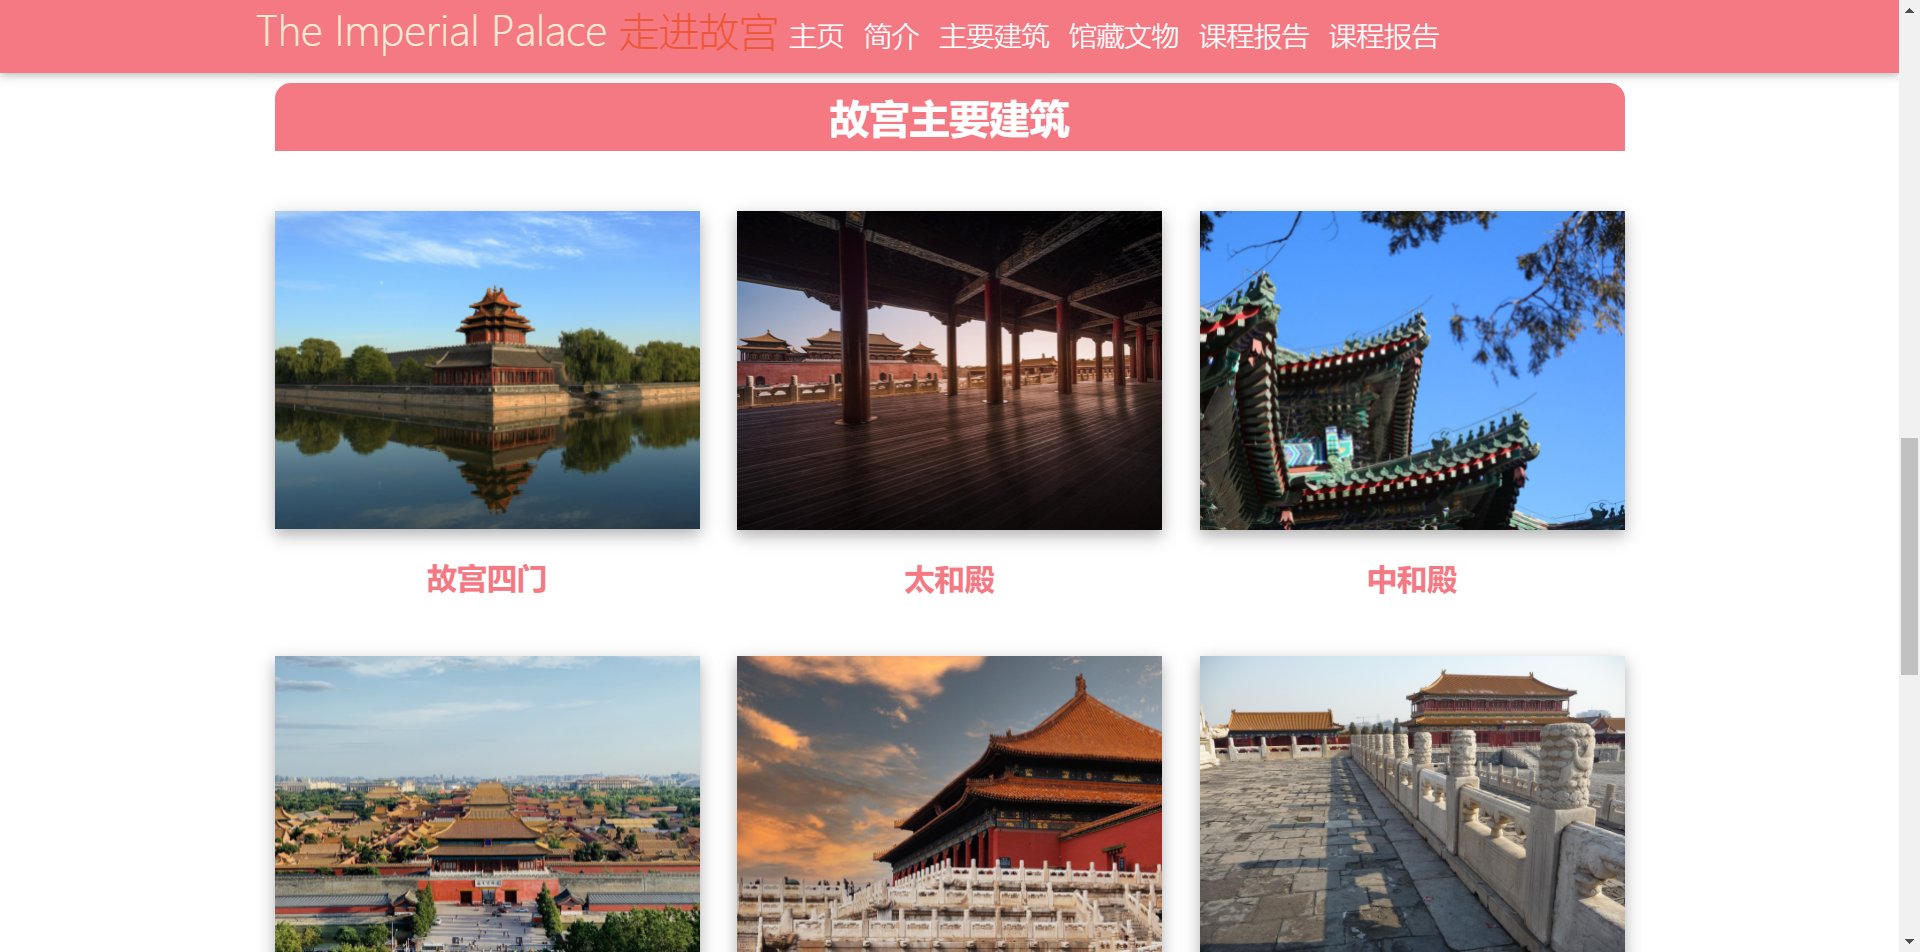 The Imperial Palace 走进故宫 主页 简介 主要建筑 馆藏文物 课程报告 课程报告
故宫主要建筑
故宫四门 太和殿 中和殿